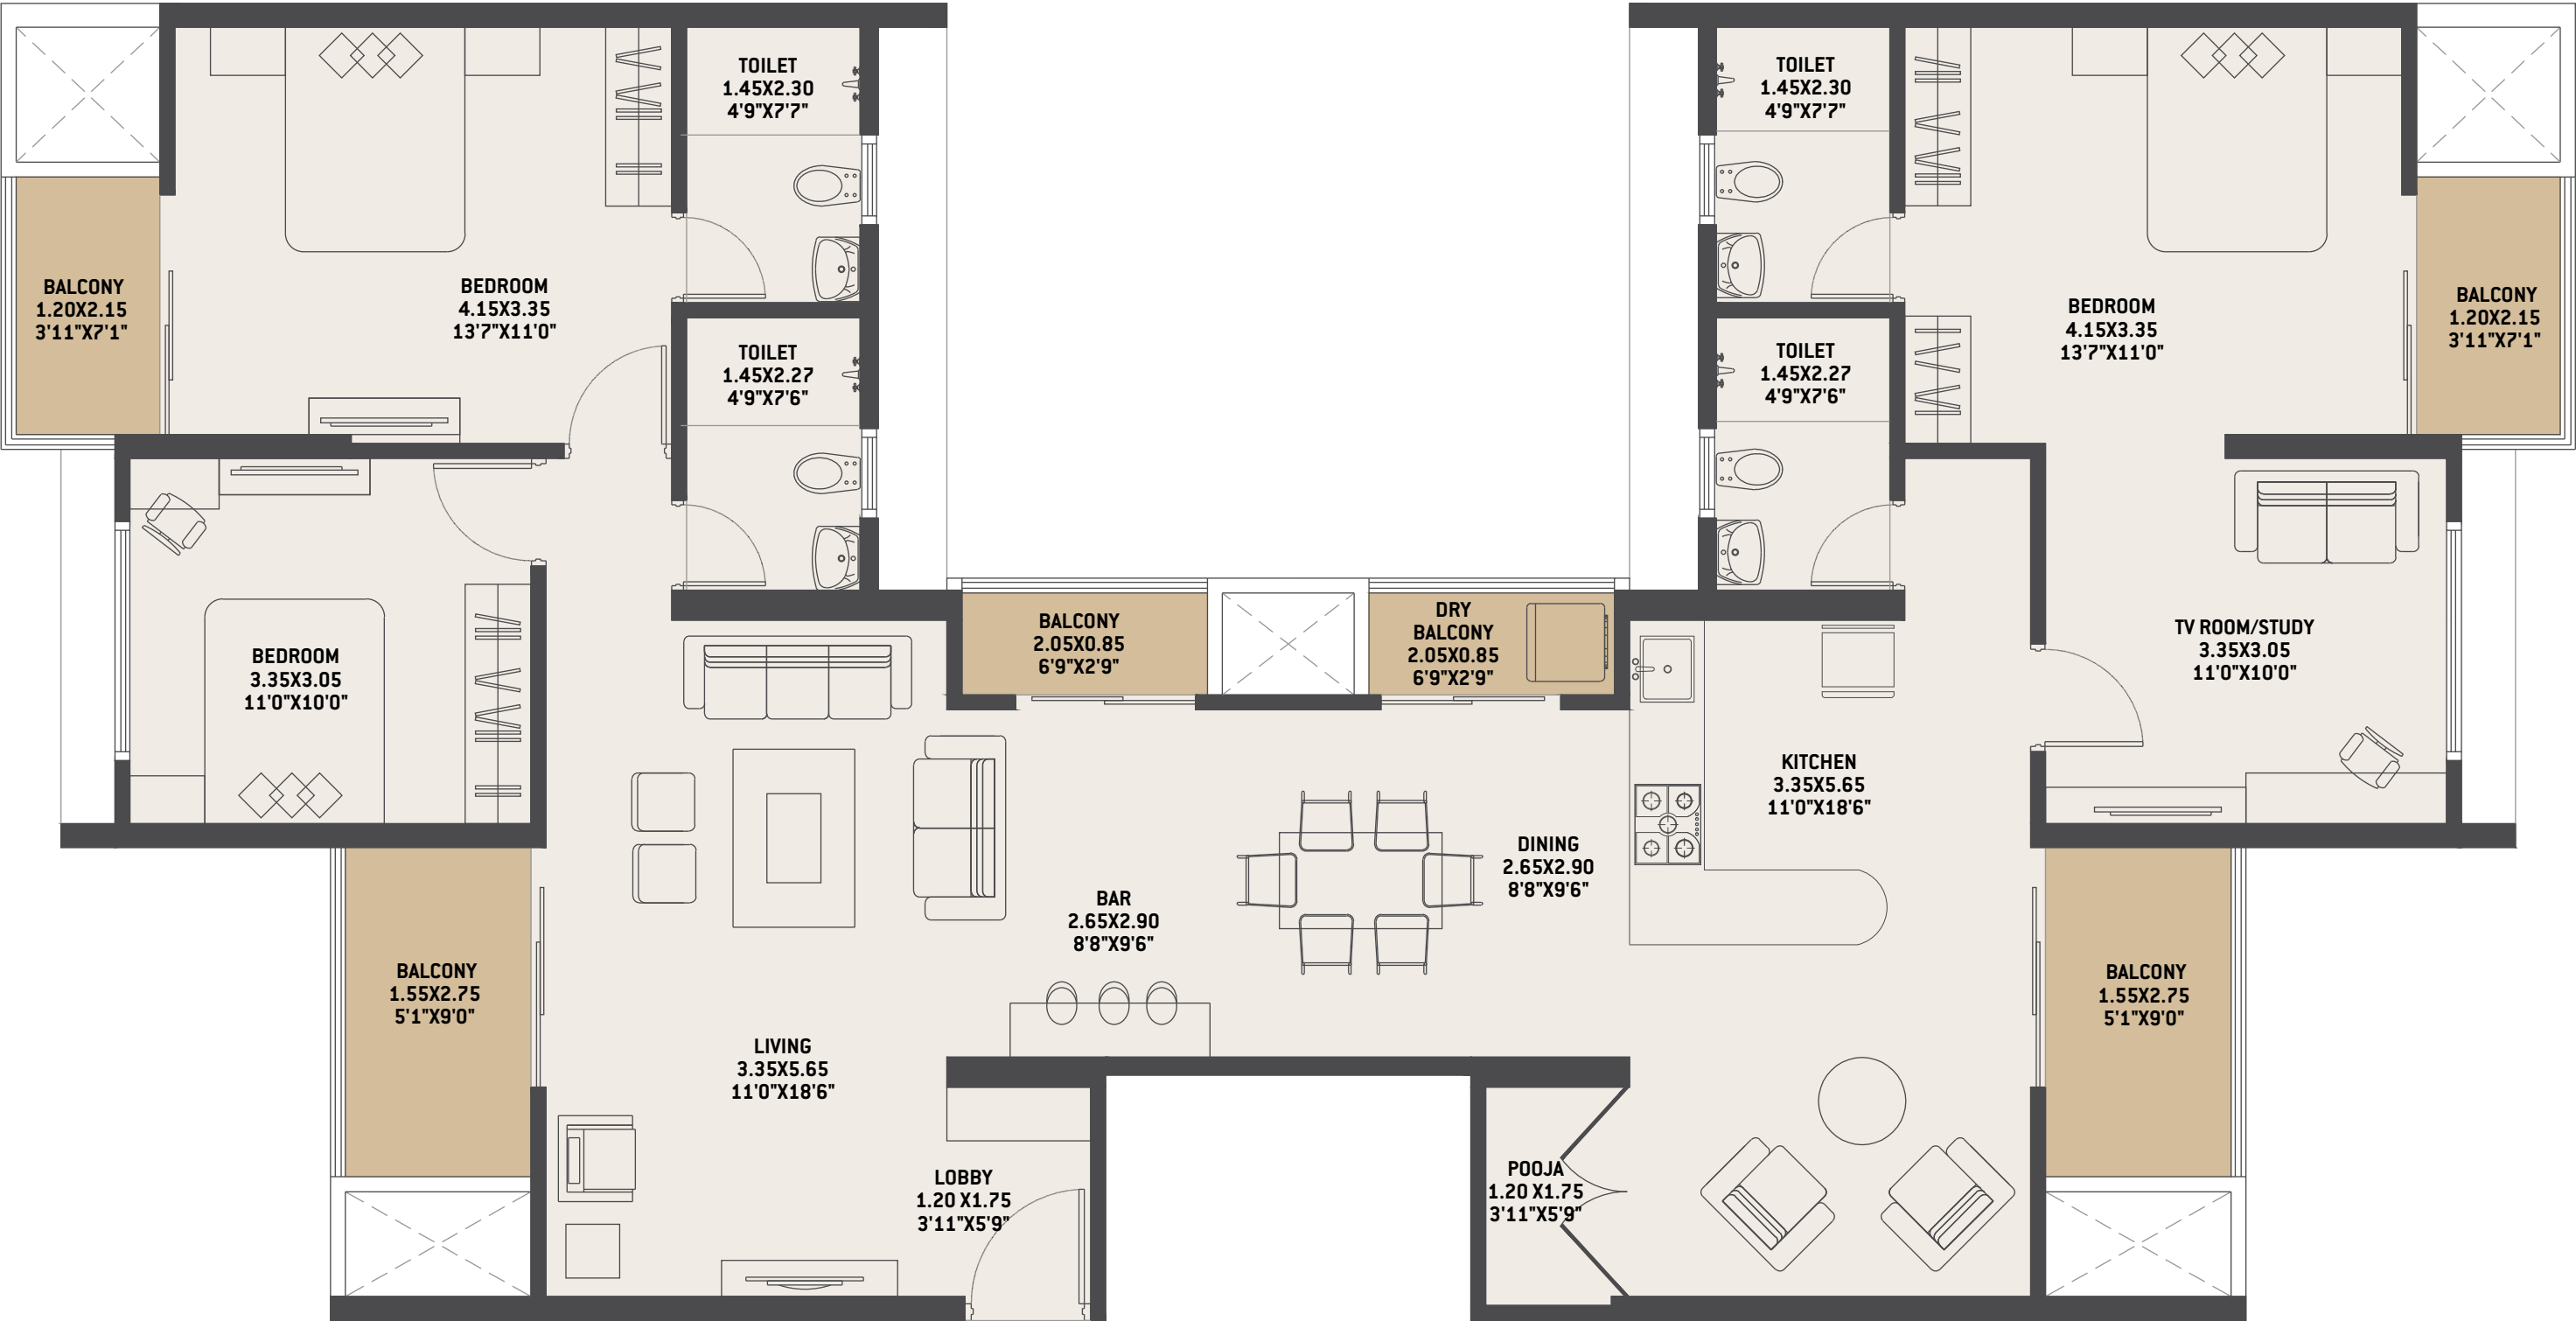 TOILET
1.45X2.30
4'9"X7'7"
TOILET
1.45X2.30
4'9"X7'7"
BALCONY
1.20X2.15
3'11"X7'1"
BEDROOM
4.15X3.35
13'7"X11'0"
BEDROOM
4.15X3.35
13'7"X11'0"
BALCONY
1.20X2.15
3'11"X7'1"
TOILET
1.45X2.27
4'9"X7'6"
TOILET
1.45X2.27
4'9"X7'6"
BEDROOM
3.35X3.05
11'0"X10'0"
BALCONY
2.05X0.85
6'9"X2'9"
DRY
BALCONY
2.05X0.85
6'9"X2'9"
TV ROOM/STUDY
3.35X3.05
11'0"X10'0"
KITCHEN
3.35X5.65
11'0"X18'6"
DINING
2.65X2.90
8'8"X9'6"
BAR
2.65X2.90
8'8"X9'6"
BALCONY
1.55X2.75
5'1"X9'0"
BALCONY
1.55X2.75
5'1"X9'0"
LIVING
3.35X5.65
11'0"X18'6"
LOBBY
1.20 X1.75
3'11"X5'9"
POOJA
1.20 X1.75
3'11"X5'9"